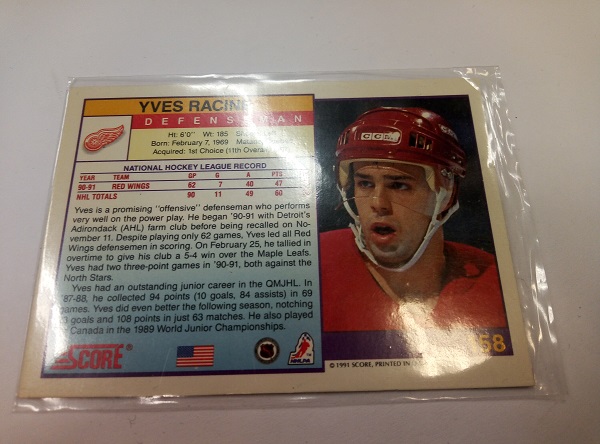 YVES RACINE
DEFENSEMAN
Ht: 6'0" Wt: 185
Born: February 7, 1969
Acquired: 1st Choice (11th Overall)
NATIONAL HOCKEY LEAGUE RECORD
YEAR TEAM GP G A PTS
90-91 RED WINGS 62 7 40 47
NHL TOTALS 90 11 49 60
Yves is a promising "offensive" defenseman who performs
very well on the power play. He began '90-91 with Detroit's
Adirondack (AHL) farm club before being recalled on No-
vember 11. Despite playing only 62 games, Yves led all Red
Wings defensemen in scoring. On February 25, he tallied in
overtime to give his club a 5-4 win over the Maple Leafs.
Yves had two three-point games in '90-91, both against the
North Stars.
Yves had an outstanding junior career in the QMJHL. In
'87-88, he collected 94 points (10 goals, 84 assists) in 69
games. Yves did even better the following season, notching
goals and 108 points in just 63 matches. He also played
Canada in the 1989 World Junior Championships.
SCORE®
NHLPA
© 1991 SCORE, PRINTED IN
58
CCM